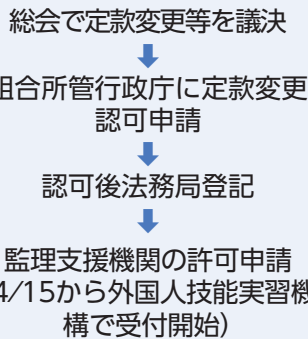 総会で定款変更等を議決
組合所管行政庁に定款変更
認可申請
認可後法務局登記
監理支援機関の許可申請
4/15から外国人技能実習機
構で受付開始）